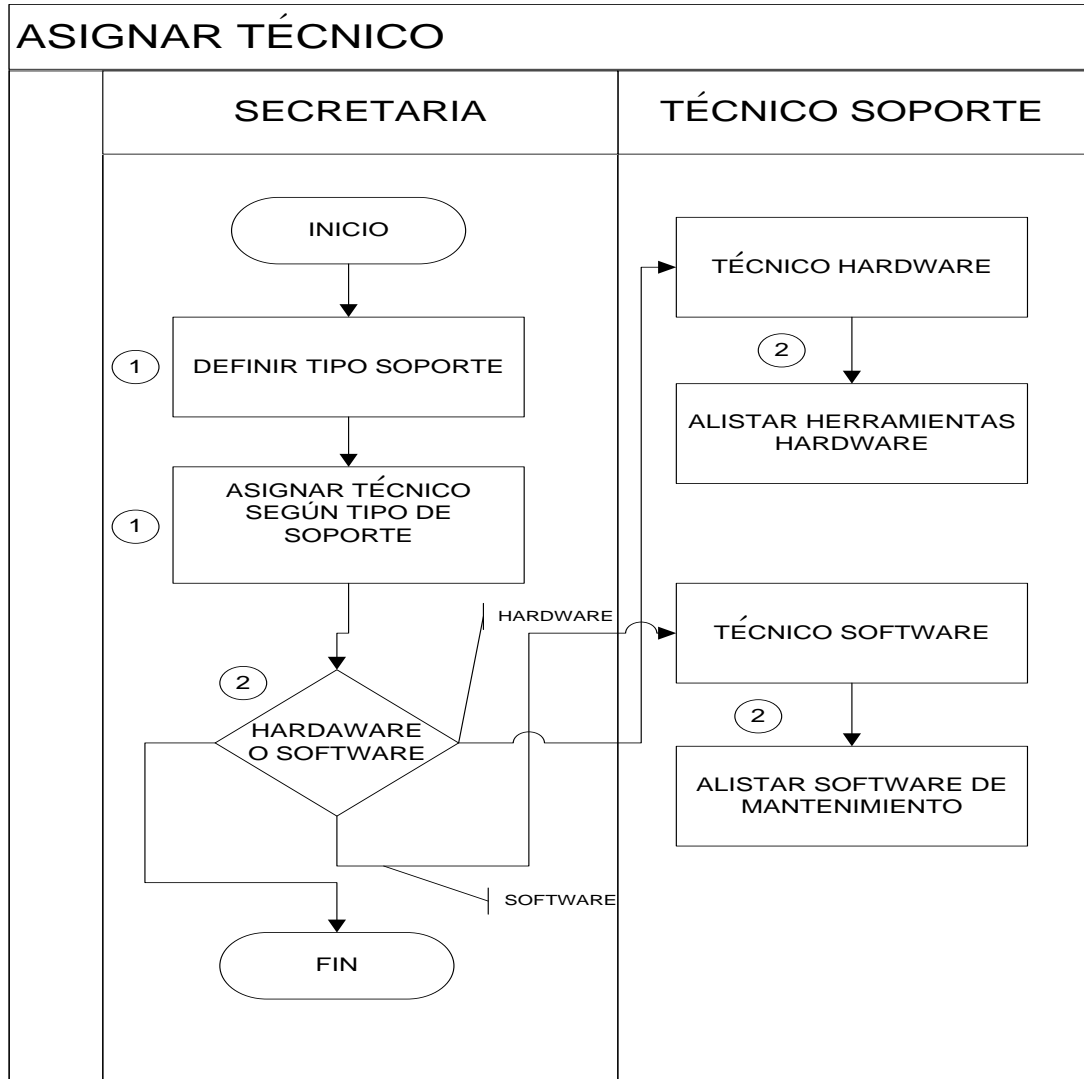 ASIGNAR TÉCNICO
SECRETARIA
TÉCNICO SOPORTE
INICIO
1
DEFINIR TIPO SOPORTE
1
ASIGNAR TÉCNICO
SEGÚN TIPO DE
SOPORTE
2
HARDAWARE
O SOFTWARE
HARDWARE
SOFTWARE
FIN
TÉCNICO HARDWARE
2
ALISTAR HERRAMIENTAS
HARDWARE
TÉCNICO SOFTWARE
2
ALISTAR SOFTWARE DE
MANTENIMIENTO